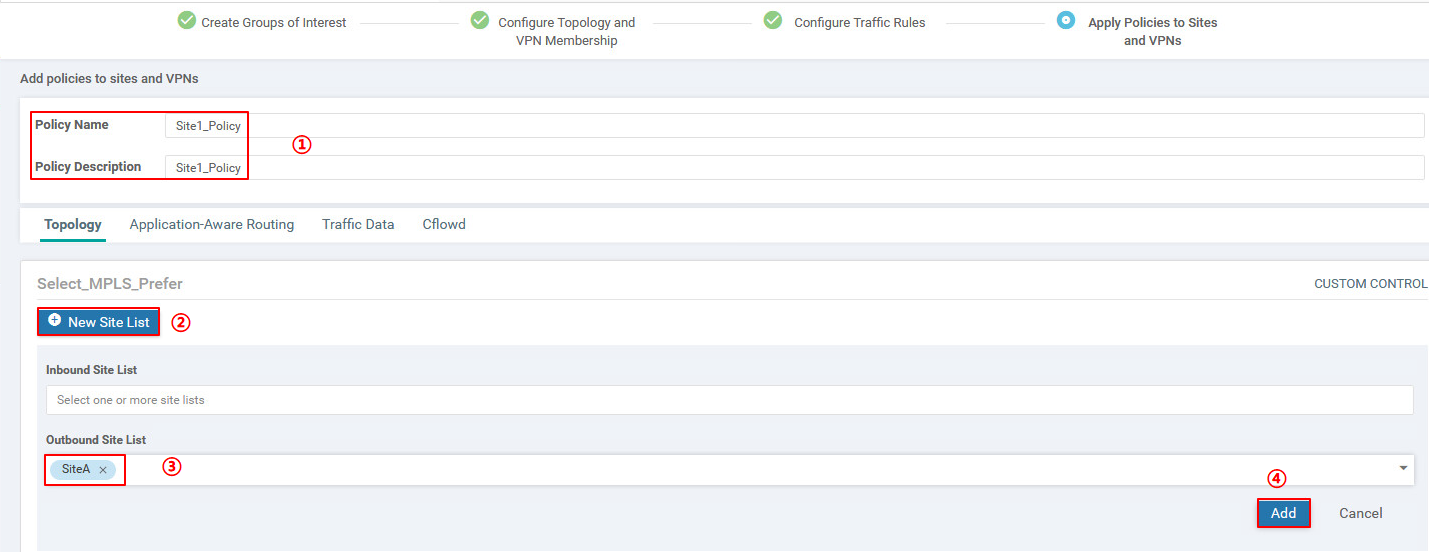 Create Groups of Interest
Configure Topology and
VPN Membership
Configure Traffic Rules
Apply Policies to Sites
and VPNs
Add policies to sites and VPNs
Policy Name
Site1_Policy
①
Policy Description
Site1_Policy
Topology
Application-Aware Routing
Traffic Data
Cflowd
Select_MPLS_Prefer
CUSTOM CONTROL
New Site List
②
Inbound Site List
Select one or more site lists
Outbound Site List
SiteA ×
③
④
Add
Cancel